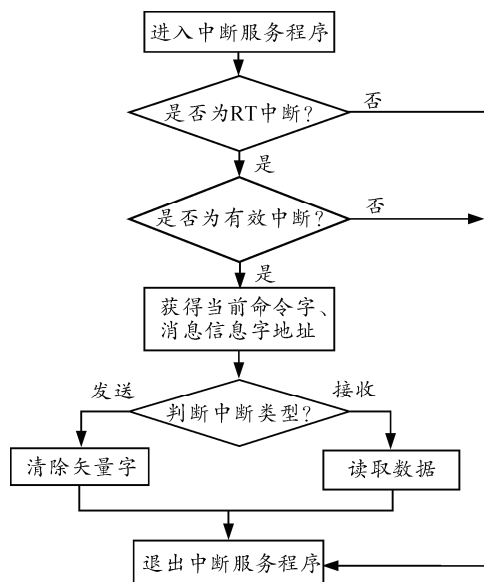 进入中断服务程序
是否为RT中断?
否
是
是否为有效中断?
否
是
获得当前命令字、
消息信息字地址
发送
判断中断类型?
接收
清除矢量字
读取数据
退出中断服务程序